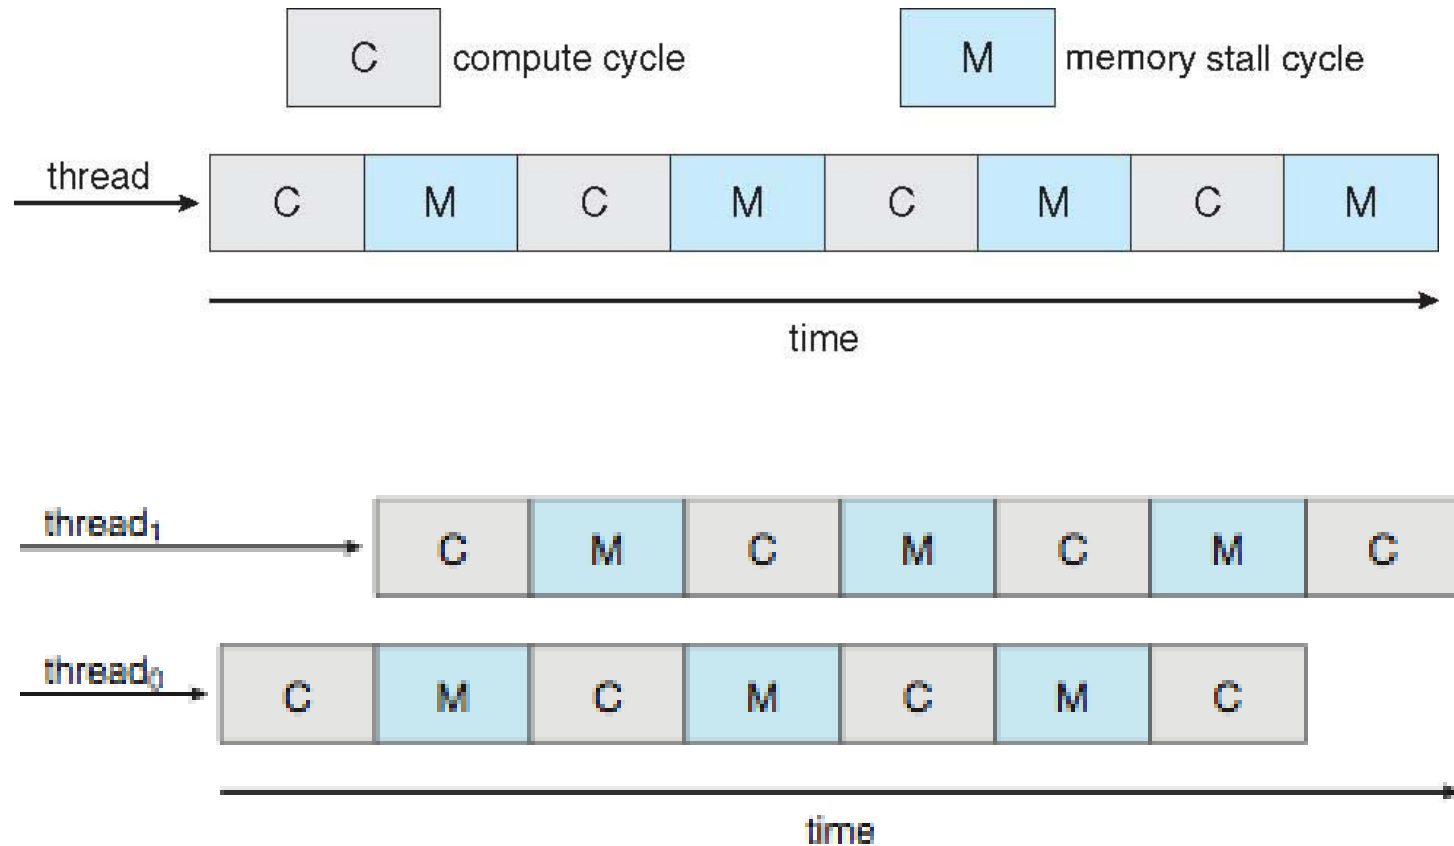 C compute cycle M memory stall cycle
thread
C M C M C M C M
time
thread1
C M C M C M C
thread0
C M C M C M C
time